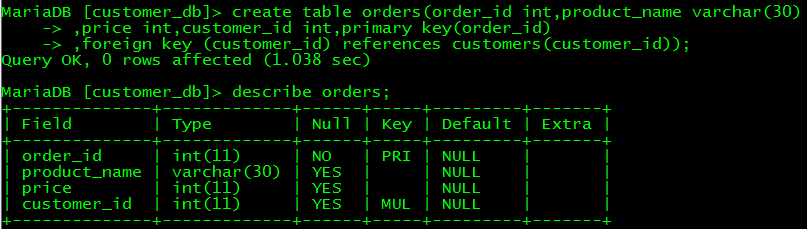 MariaDB [customer_db]> create table orders(order_id int,product_name varchar(30)
    -> ,price int,customer_id int,primary key(order_id)
    -> ,foreign key (customer_id) references customers(customer_id));
Query OK, 0 rows affected (1.038 sec)

MariaDB [customer_db]> describe orders;
+--------------+-------------+------+-----+---------+-------+
| Field        | Type        | Null | Key | Default | Extra |
+--------------+-------------+------+-----+---------+-------+
| order_id     | int(11)     | NO   | PRI | NULL    |       |
| product_name | varchar(30) | YES  |     | NULL    |       |
| price        | int(11)     | YES  |     | NULL    |       |
| customer_id  | int(11)     | YES  | MUL | NULL    |       |
+--------------+-------------+------+-----+---------+-------+